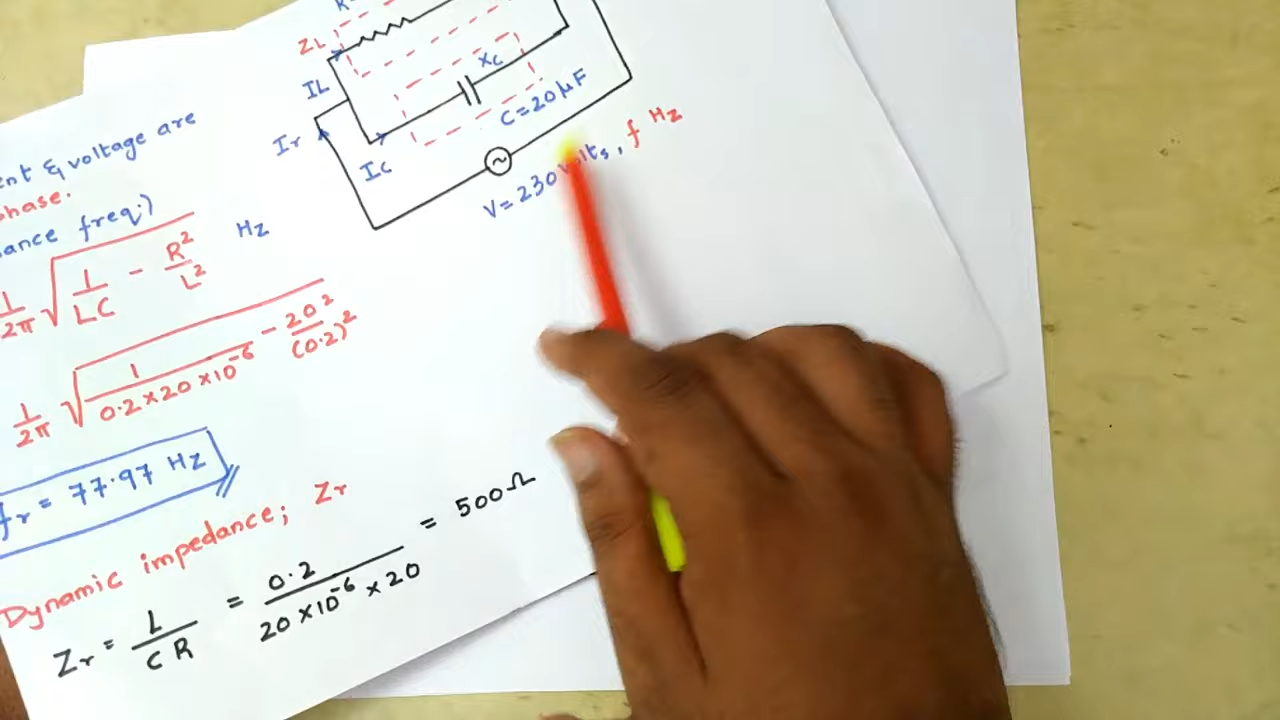 ZL
IL
XC
C=20μF
Ir
IC
V=230 volts, f Hz
ent & voltage are
phase.
ance freq.)
1/2π √(1/LC - R²/L²) Hz
1/2π √(1/(0.2×20×10⁻⁶) - 20²/(0.2)²)
fr = 77.97 Hz
Dynamic impedance; Zr
Zr = L/CR = 0.2/(20×10⁻⁶×20) = 500Ω